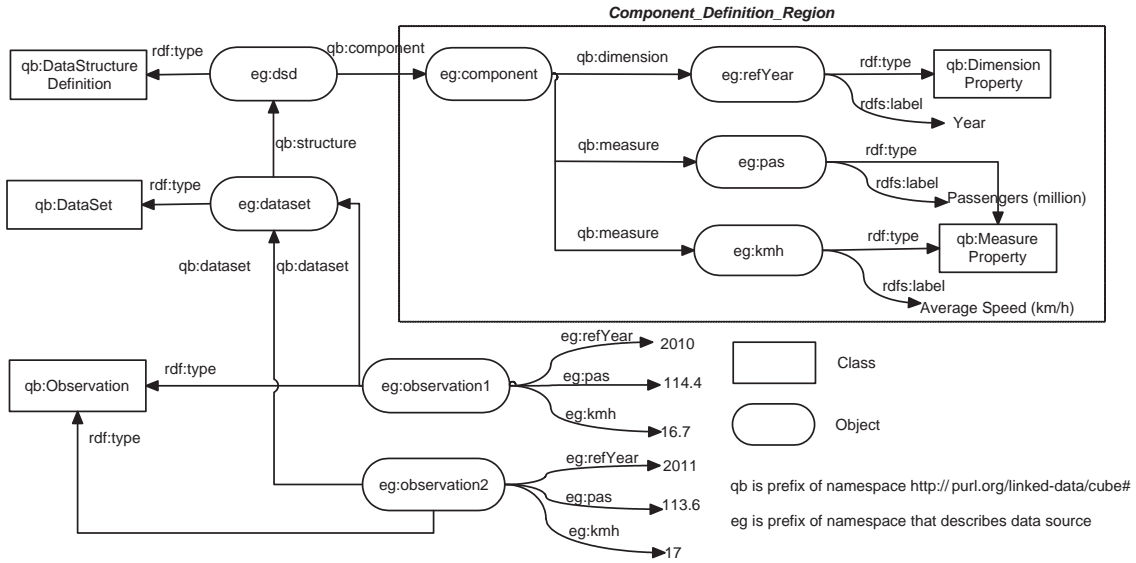 Component_Definition_Region
qb:DataStructure
Definition
rdf:type
eg:dsd
qb:component
eg:component
qb:dimension
eg:refYear
rdf:type
qb:Dimension
Property
rdfs:label
Year
qb:structure
qb:measure
eg:pas
rdf:type
rdfs:label
Passengers (million)
qb:DataSet
rdf:type
eg:dataset
qb:measure
eg:kmh
rdf:type
qb:Measure
Property
rdfs:label
Average Speed (km/h)
qb:dataset
qb:dataset
qb:Observation
rdf:type
eg:observation1
eg:refYear
2010
eg:pas
114.4
eg:kmh
16.7
Class
Object
rdf:type
eg:observation2
eg:refYear
2011
eg:pas
113.6
eg:kmh
17
qb is prefix of namespace http://purl.org/linked-data/cube#
eg is prefix of namespace that describes data source